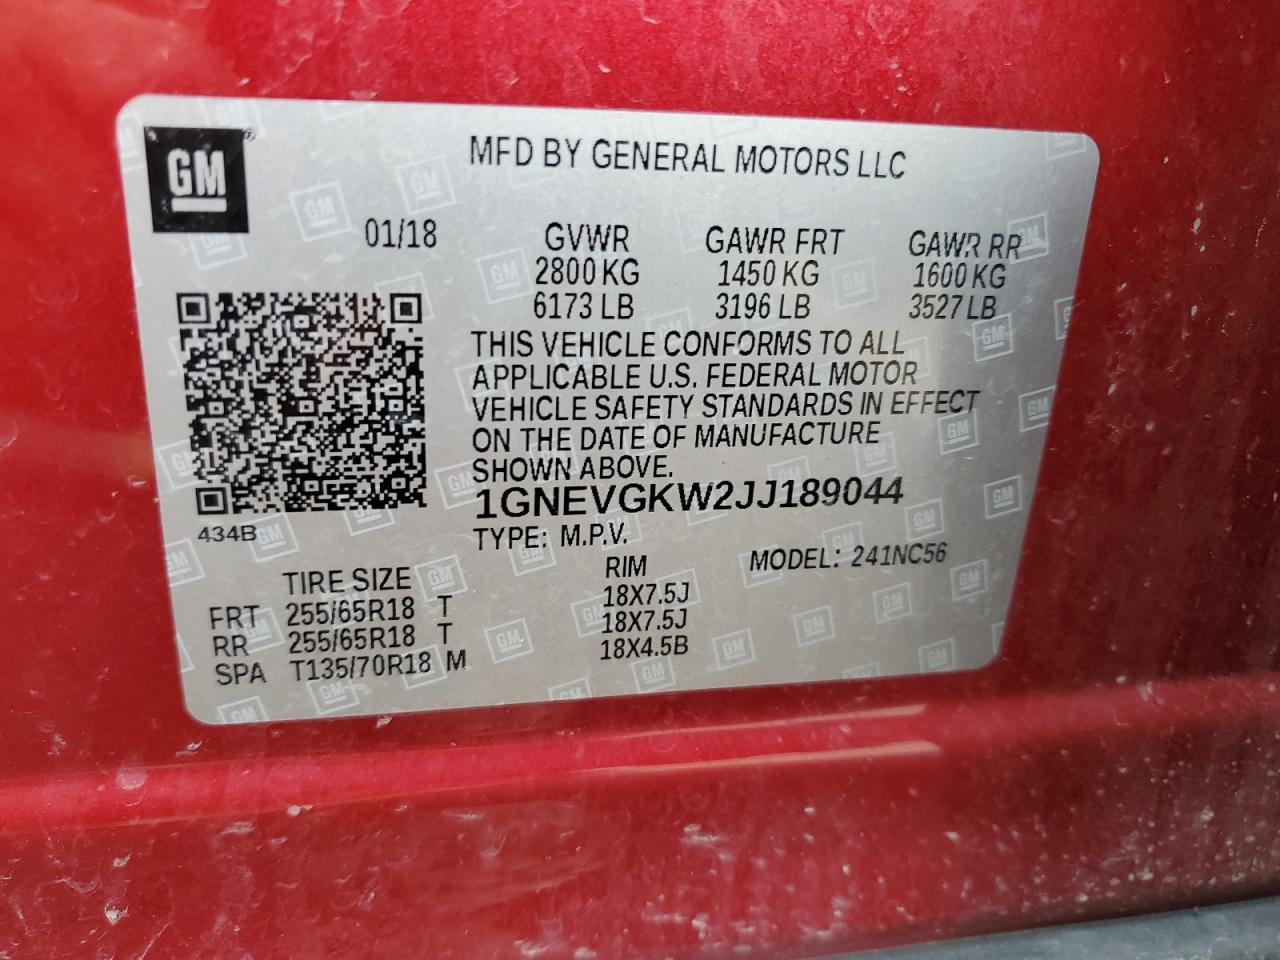 GM
MFD BY GENERAL MOTORS LLC
01/18
GVWR GAWR FRT GAWR RR
2800 KG 1450 KG 1600 KG
6173 LB 3196 LB 3527 LB
THIS VEHICLE CONFORMS TO ALL
APPLICABLE U.S. FEDERAL MOTOR
VEHICLE SAFETY STANDARDS IN EFFECT
ON THE DATE OF MANUFACTURE
SHOWN ABOVE.
1GNEVGKW2JJ189044
434B
TYPE: M.P.V. MODEL: 241NC56
TIRE SIZE RIM
FRT 255/65R18 T 18X7.5J
RR 255/65R18 T 18X7.5J
SPA T135/70R18 M 18X4.5B